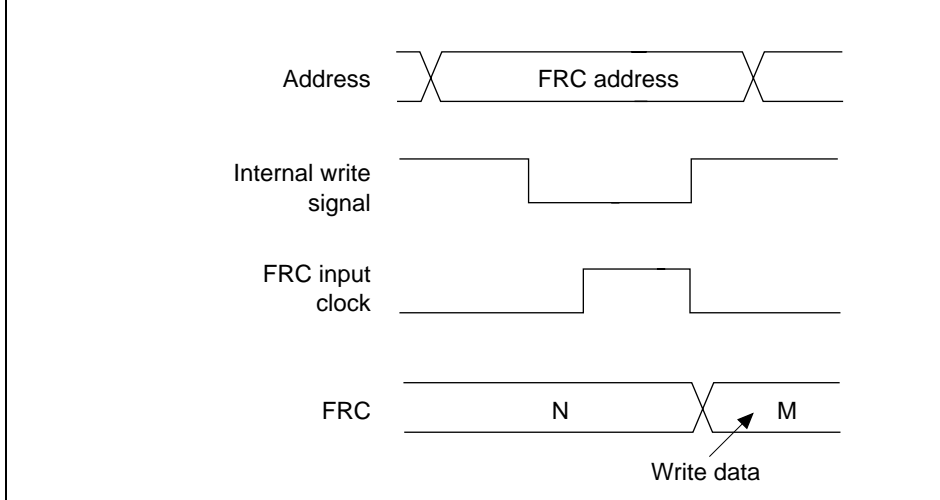 Address
FRC address
Internal write
signal
FRC input
clock
FRC
N
M
Write data